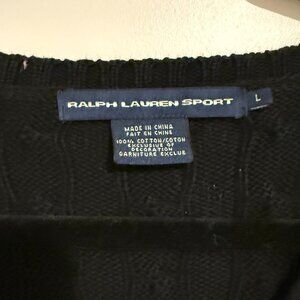 RALPH LAUREN SPORT
L
MADE IN CHINA
FAIT EN CHINE
100% COTTON/COTON
EXCLUSIVE OF
DECORATION
GARNITURE EXCLUE